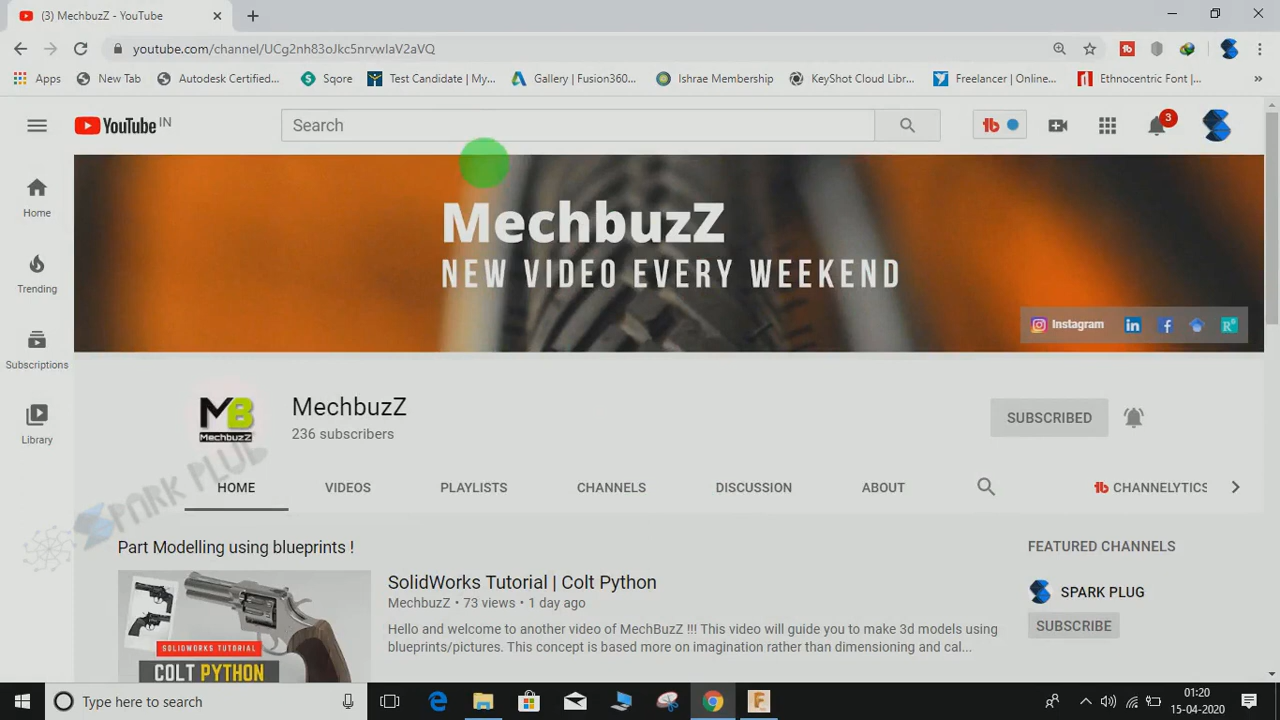 (3) MechbuzZ - YouTube
youtube.com/channel/UCg2nh83oJkc5nrvwIaV2aVQ
Apps
New Tab
Autodesk Certified...
Sqore
Test Candidate | My...
Gallery | Fusion360...
Ishrae Membership
KeyShot Cloud Libr...
Freelancer | Online...
Ethnocentric Font |...
YouTube IN
Search
3
Home
Trending
Subscriptions
Library
MechbuzZ
NEW VIDEO EVERY WEEKEND
Instagram
MB
MechbuzZ
MechbuzZ
236 subscribers
SUBSCRIBED
SPARK PLUG
HOME
VIDEOS
PLAYLISTS
CHANNELS
DISCUSSION
ABOUT
CHANNELYTICS
Part Modelling using blueprints !
SOLIDWORKS TUTORIAL
COLT PYTHON
SolidWorks Tutorial | Colt Python
MechbuzZ • 73 views • 1 day ago
Hello and welcome to another video of MechBuzZ !!! This video will guide you to make 3d models using
blueprints/pictures. This concept is based more on imagination rather than dimensioning and cal...
FEATURED CHANNELS
SPARK PLUG
SUBSCRIBE
Type here to search
01:20
15-04-2020